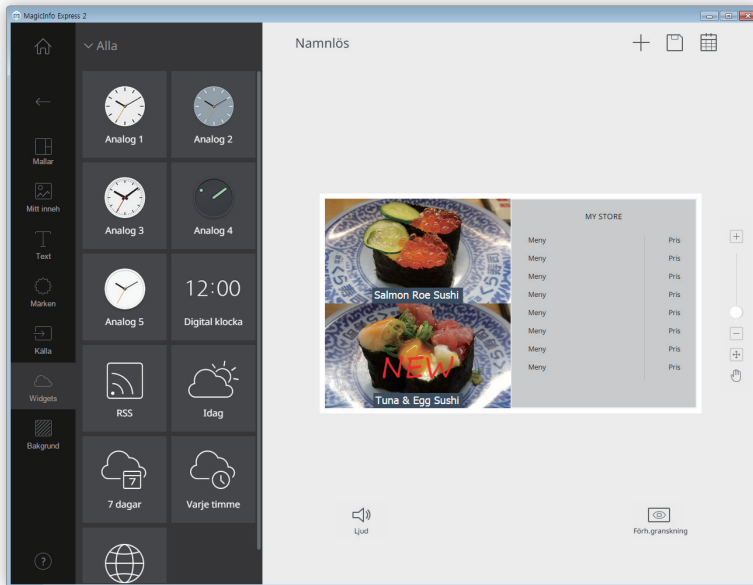 MagicInfo Express 2
Alla
Namnlös
Mallar
Mitt inneh
Text
Märken
Källa
Widgets
Bakgrund
?
Analog 1
Analog 2
Analog 3
Analog 4
Analog 5
12:00
Digital klocka
RSS
Idag
7
7 dagar
Varje timme
Salmon Roe Sushi
NEW
Tuna & Egg Sushi
MY STORE
Meny Pris
Meny Pris
Meny Pris
Meny Pris
Meny Pris
Meny Pris
Meny Pris
Meny Pris
Ljud
Förh.granskning